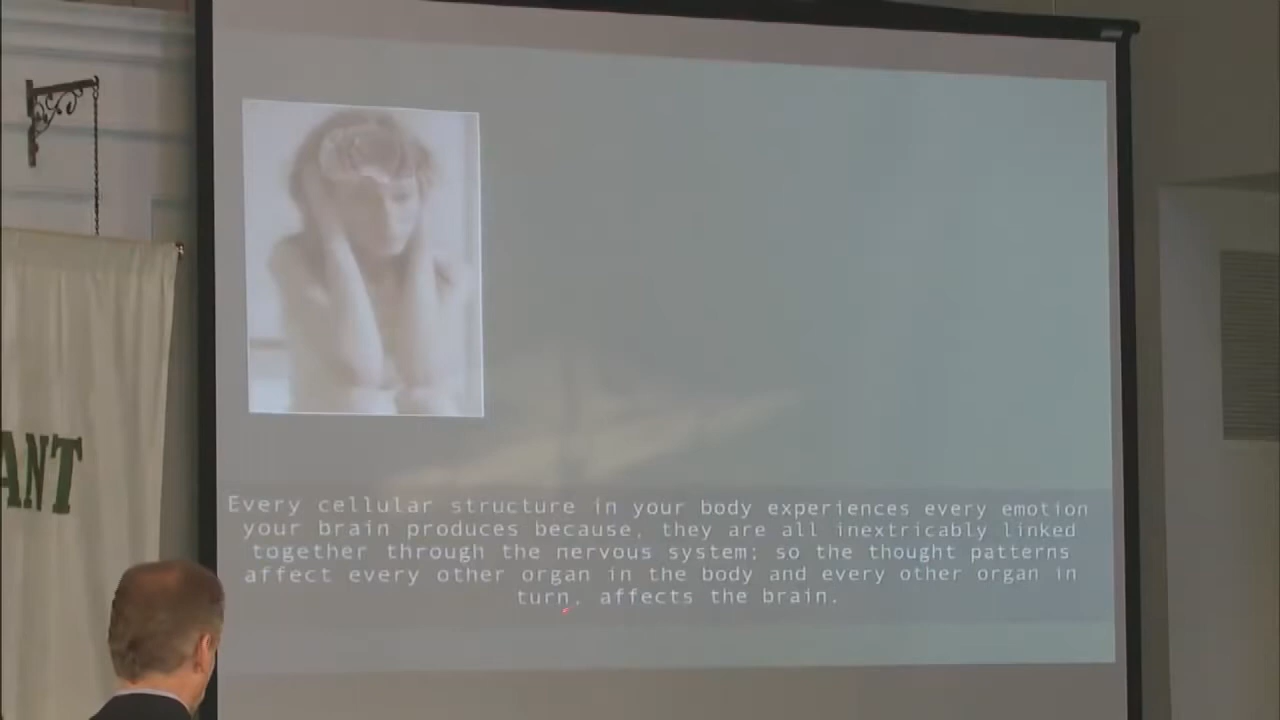 ANT
Every cellular structure in your body experiences every emotion
your brain produces because, they are all inextricably linked
together through the nervous system; so the thought patterns
affect every other organ in the body and every other organ in
turn, affects the brain.